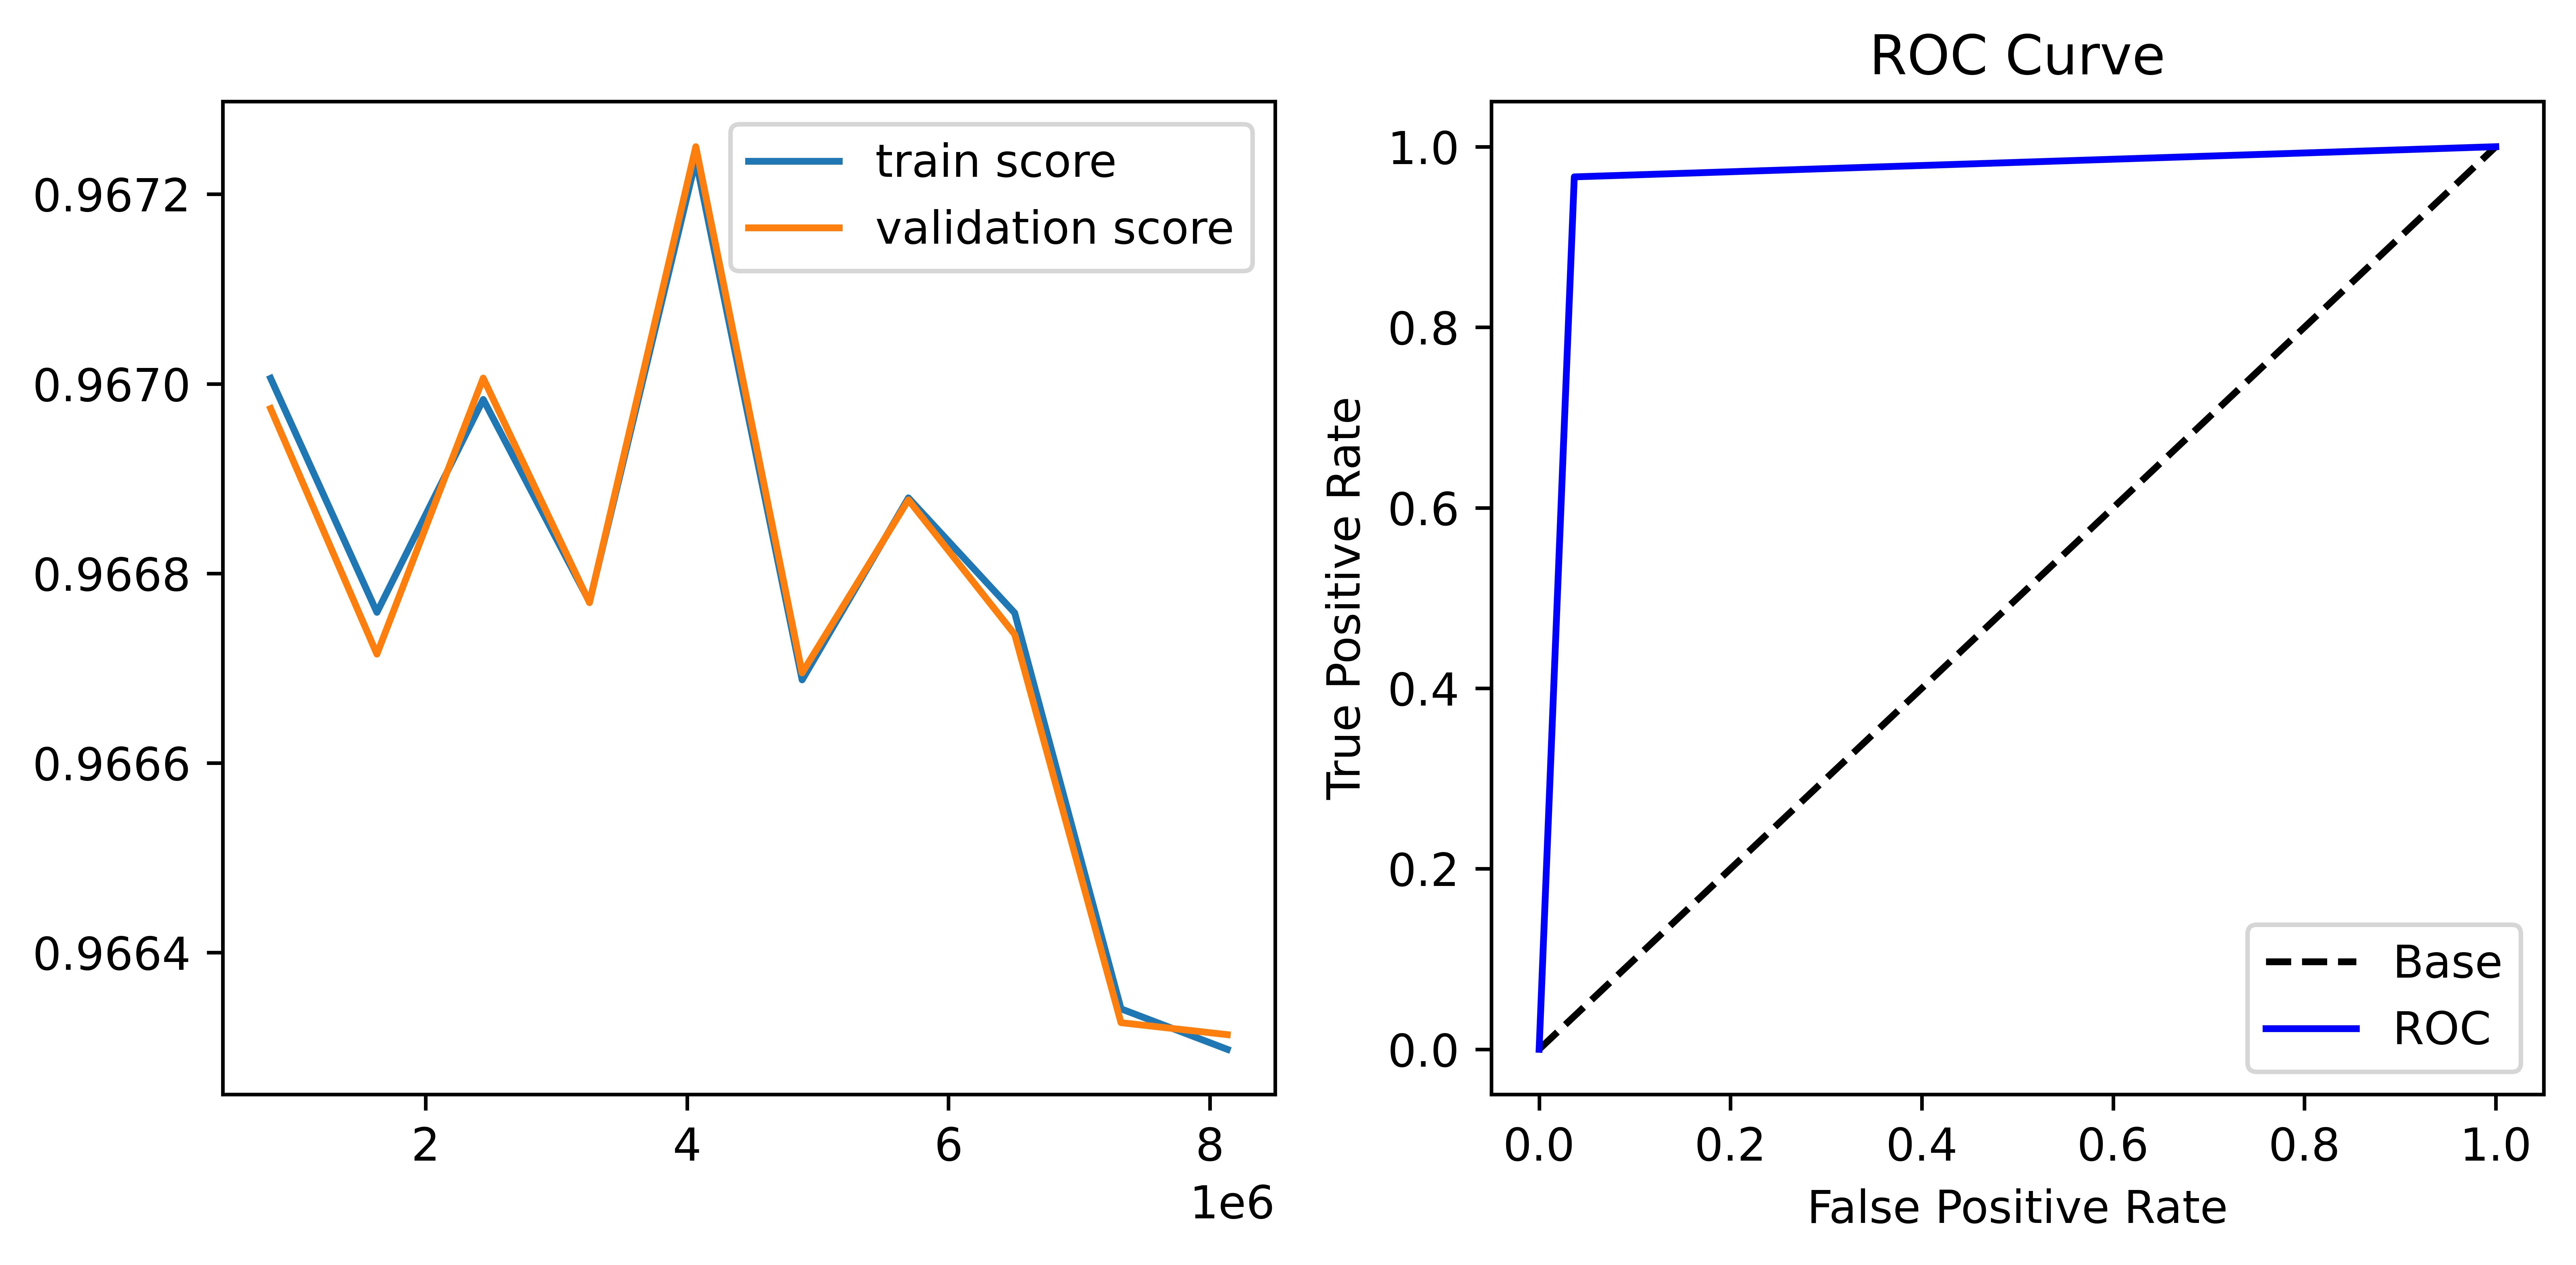 train score
validation score
0.9672
0.9670
0.9668
0.9666
0.9664
2 4 6 8
1e6
ROC Curve
True Positive Rate
1.0
0.8
0.6
0.4
0.2
0.0
Base
ROC
0.0 0.2 0.4 0.6 0.8 1.0
False Positive Rate